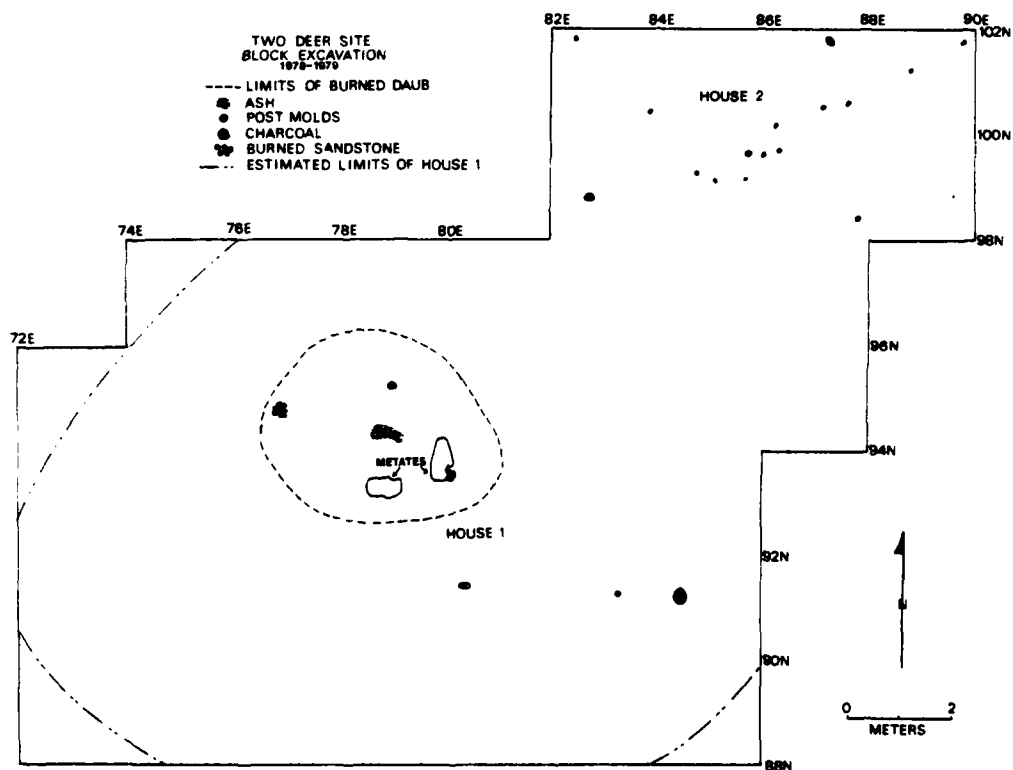 TWO DEER SITE
BLOCK EXCAVATION
1978-1979
LIMITS OF BURNED DAUB
ASH
POST MOLDS
CHARCOAL
BURNED SANDSTONE
ESTIMATED LIMITS OF HOUSE 1
82E 84E 86E 88E 90E
102N
HOUSE 2
100N
74E 76E 78E 80E
98N
72E
96N
94N
METATES
HOUSE 1
92N
N
90N
0 2
METERS
88N